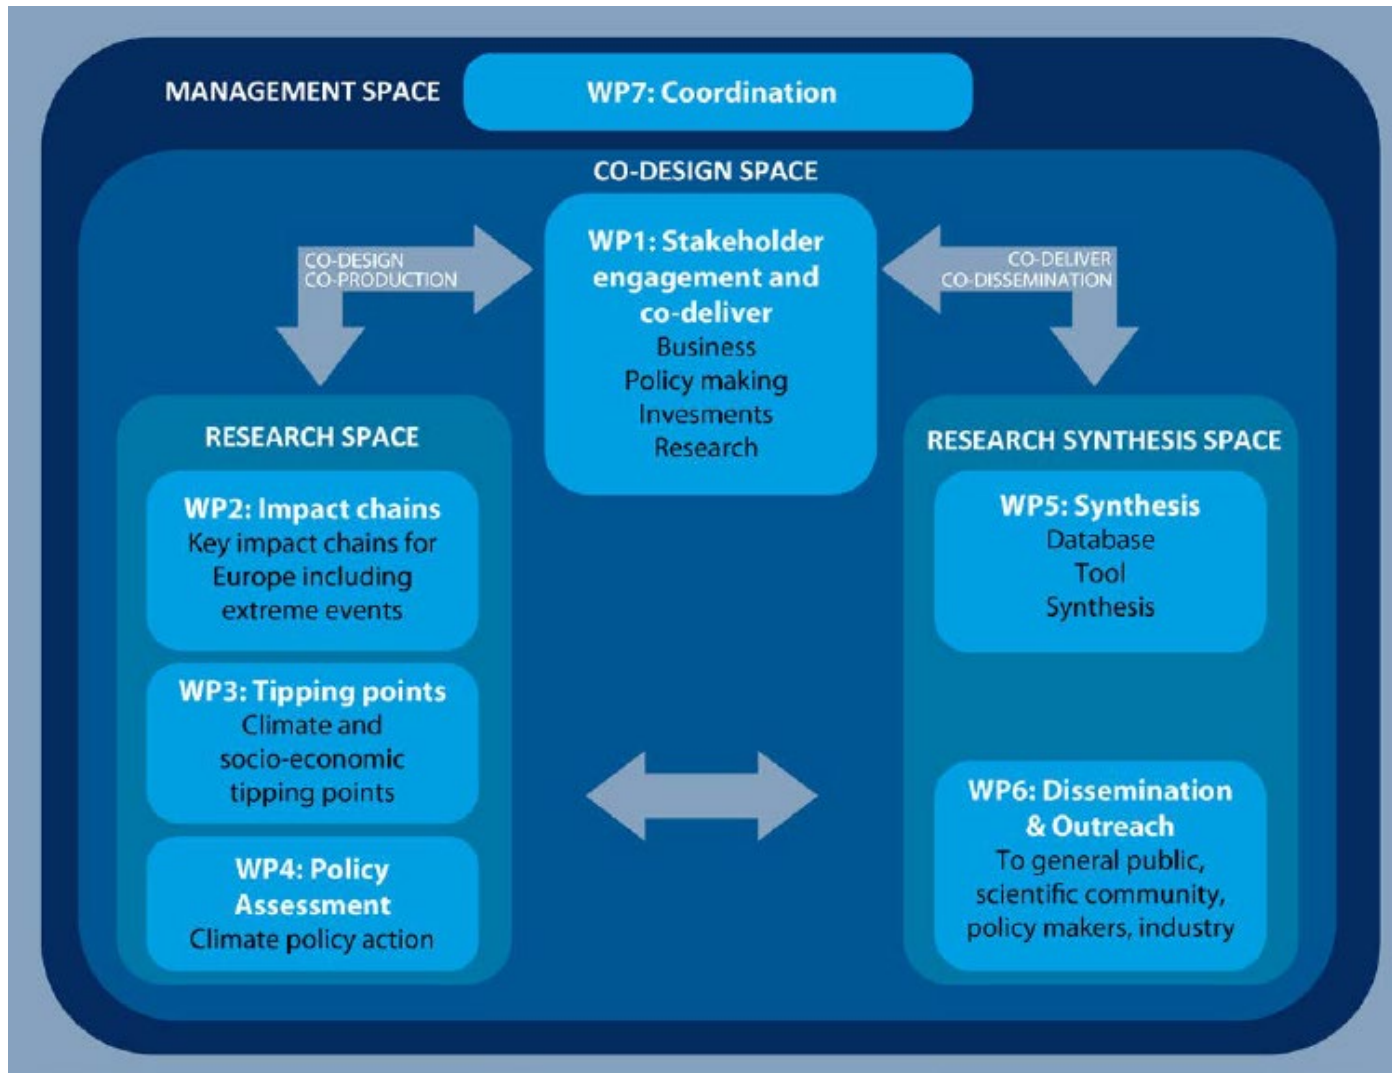 MANAGEMENT SPACE
WP7: Coordination
CO-DESIGN SPACE
WP1: Stakeholder
engagement and
co-deliver
Business
Policy making
Invesments
Research
CO-DESIGN
CO-PRODUCTION
CO-DELIVER
CO-DISSEMINATION
RESEARCH SPACE
WP2: Impact chains
Key impact chains for
Europe including
extreme events
WP3: Tipping points
Climate and
socio-economic
tipping points
WP4: Policy
Assessment
Climate policy action
RESEARCH SYNTHESIS SPACE
WP5: Synthesis
Database
Tool
Synthesis
WP6: Dissemination
& Outreach
To general public,
scientific community,
policy makers, industry